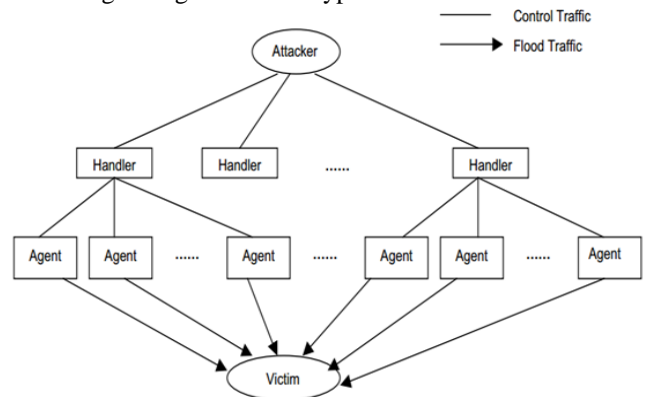 Control Traffic
Flood Traffic
Attacker
Handler Handler ...... Handler
Agent Agent ...... Agent ...... Agent Agent ...... Agent
Victim